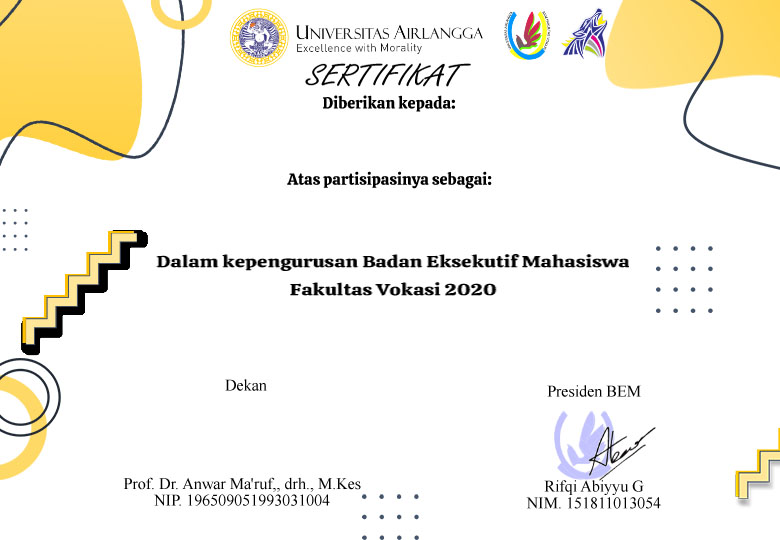 UNIVERSITAS AIRLANGGA
Excellence with Morality
SERTIFIKAT
Diberikan kepada:
Atas partisipasinya sebagai:
Dalam kepengurusan Badan Eksekutif Mahasiswa
Fakultas Vokasi 2020
Dekan
Prof. Dr. Anwar Ma'ruf,, drh., M.Kes
NIP. 196509051993031004
Presiden BEM
Rifqi Abiyyu G
NIM. 151811013054